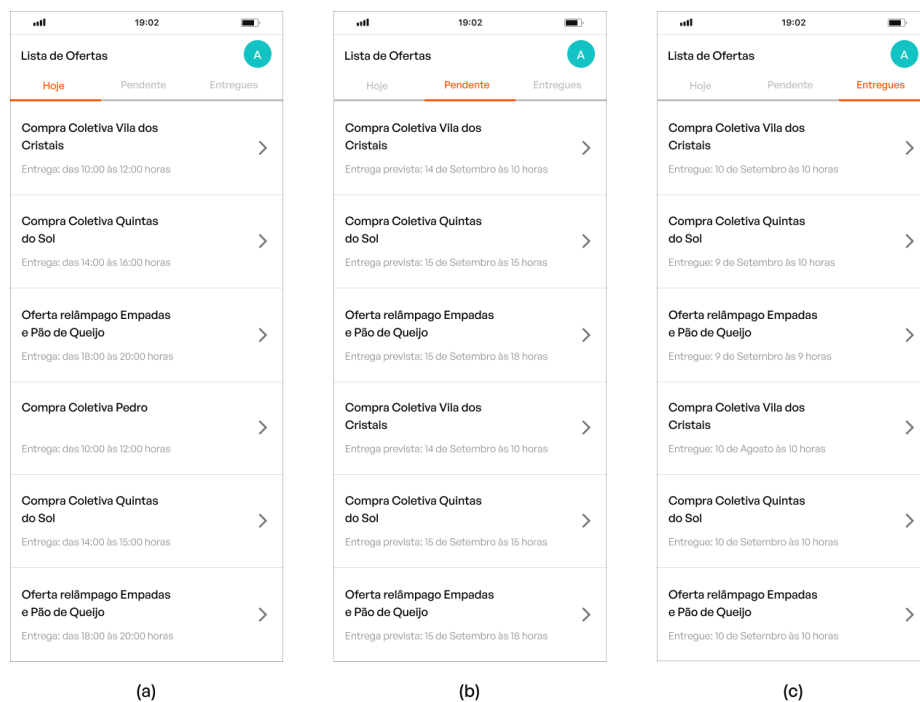 19:02
Lista de Ofertas
A
Hoje Pendente Entregues
Compra Coletiva Vila dos
Cristais
Entrega: das 10:00 às 12:00 horas
Compra Coletiva Quintas
do Sol
Entrega: das 14:00 às 16:00 horas
Oferta relâmpago Empadas
e Pão de Queijo
Entrega: das 18:00 às 20:00 horas
Compra Coletiva Pedro
Entrega: das 10:00 às 12:00 horas
Compra Coletiva Quintas
do Sol
Entrega: das 14:00 às 15:00 horas
Oferta relâmpago Empadas
e Pão de Queijo
Entrega: das 18:00 às 20:00 horas
(a)
19:02
Lista de Ofertas
A
Hoje Pendente Entregues
Compra Coletiva Vila dos
Cristais
Entrega prevista: 14 de Setembro às 10 horas
Compra Coletiva Quintas
do Sol
Entrega prevista: 15 de Setembro às 15 horas
Oferta relâmpago Empadas
e Pão de Queijo
Entrega prevista: 15 de Setembro às 18 horas
Compra Coletiva Vila dos
Cristais
Entrega prevista: 14 de Setembro às 10 horas
Compra Coletiva Quintas
do Sol
Entrega prevista: 15 de Setembro às 15 horas
Oferta relâmpago Empadas
e Pão de Queijo
Entrega prevista: 15 de Setembro às 18 horas
(b)
19:02
Lista de Ofertas
A
Hoje Pendente Entregues
Compra Coletiva Vila dos
Cristais
Entregue: 10 de Setembro às 10 horas
Compra Coletiva Quintas
do Sol
Entregue: 9 de Setembro às 10 horas
Oferta relâmpago Empadas
e Pão de Queijo
Entregue: 9 de Setembro às 9 horas
Compra Coletiva Vila dos
Cristais
Entregue: 10 de Agosto às 10 horas
Compra Coletiva Quintas
do Sol
Entregue: 10 de Setembro às 10 horas
Oferta relâmpago Empadas
e Pão de Queijo
Entregue: 10 de Setembro às 10 horas
(c)